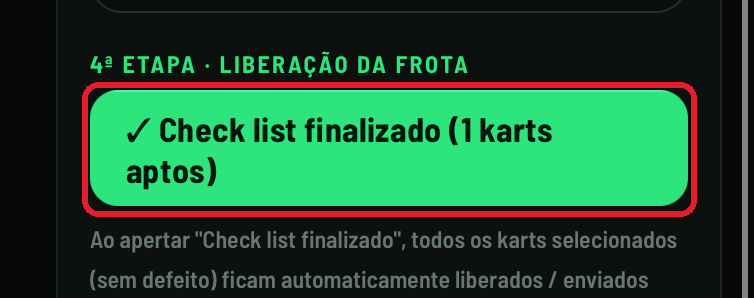 4ª ETAPA · LIBERAÇÃO DA FROTA
✓ Check list finalizado (1 karts
aptos)
Ao apertar "Check list finalizado", todos os karts selecionados
(sem defeito) ficam automaticamente liberados / enviados